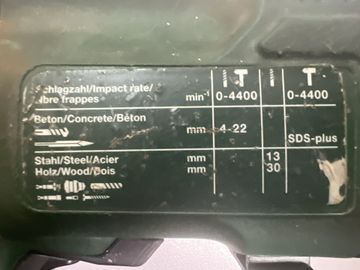 Schlagzahl/Impact rate/
Nbre frappes min⁻¹ 0-4400 0-4400
Beton/Concrete/Béton
mm 4-22 SDS-plus
Stahl/Steel/Acier mm 13
Holz/Wood/Bois mm 30